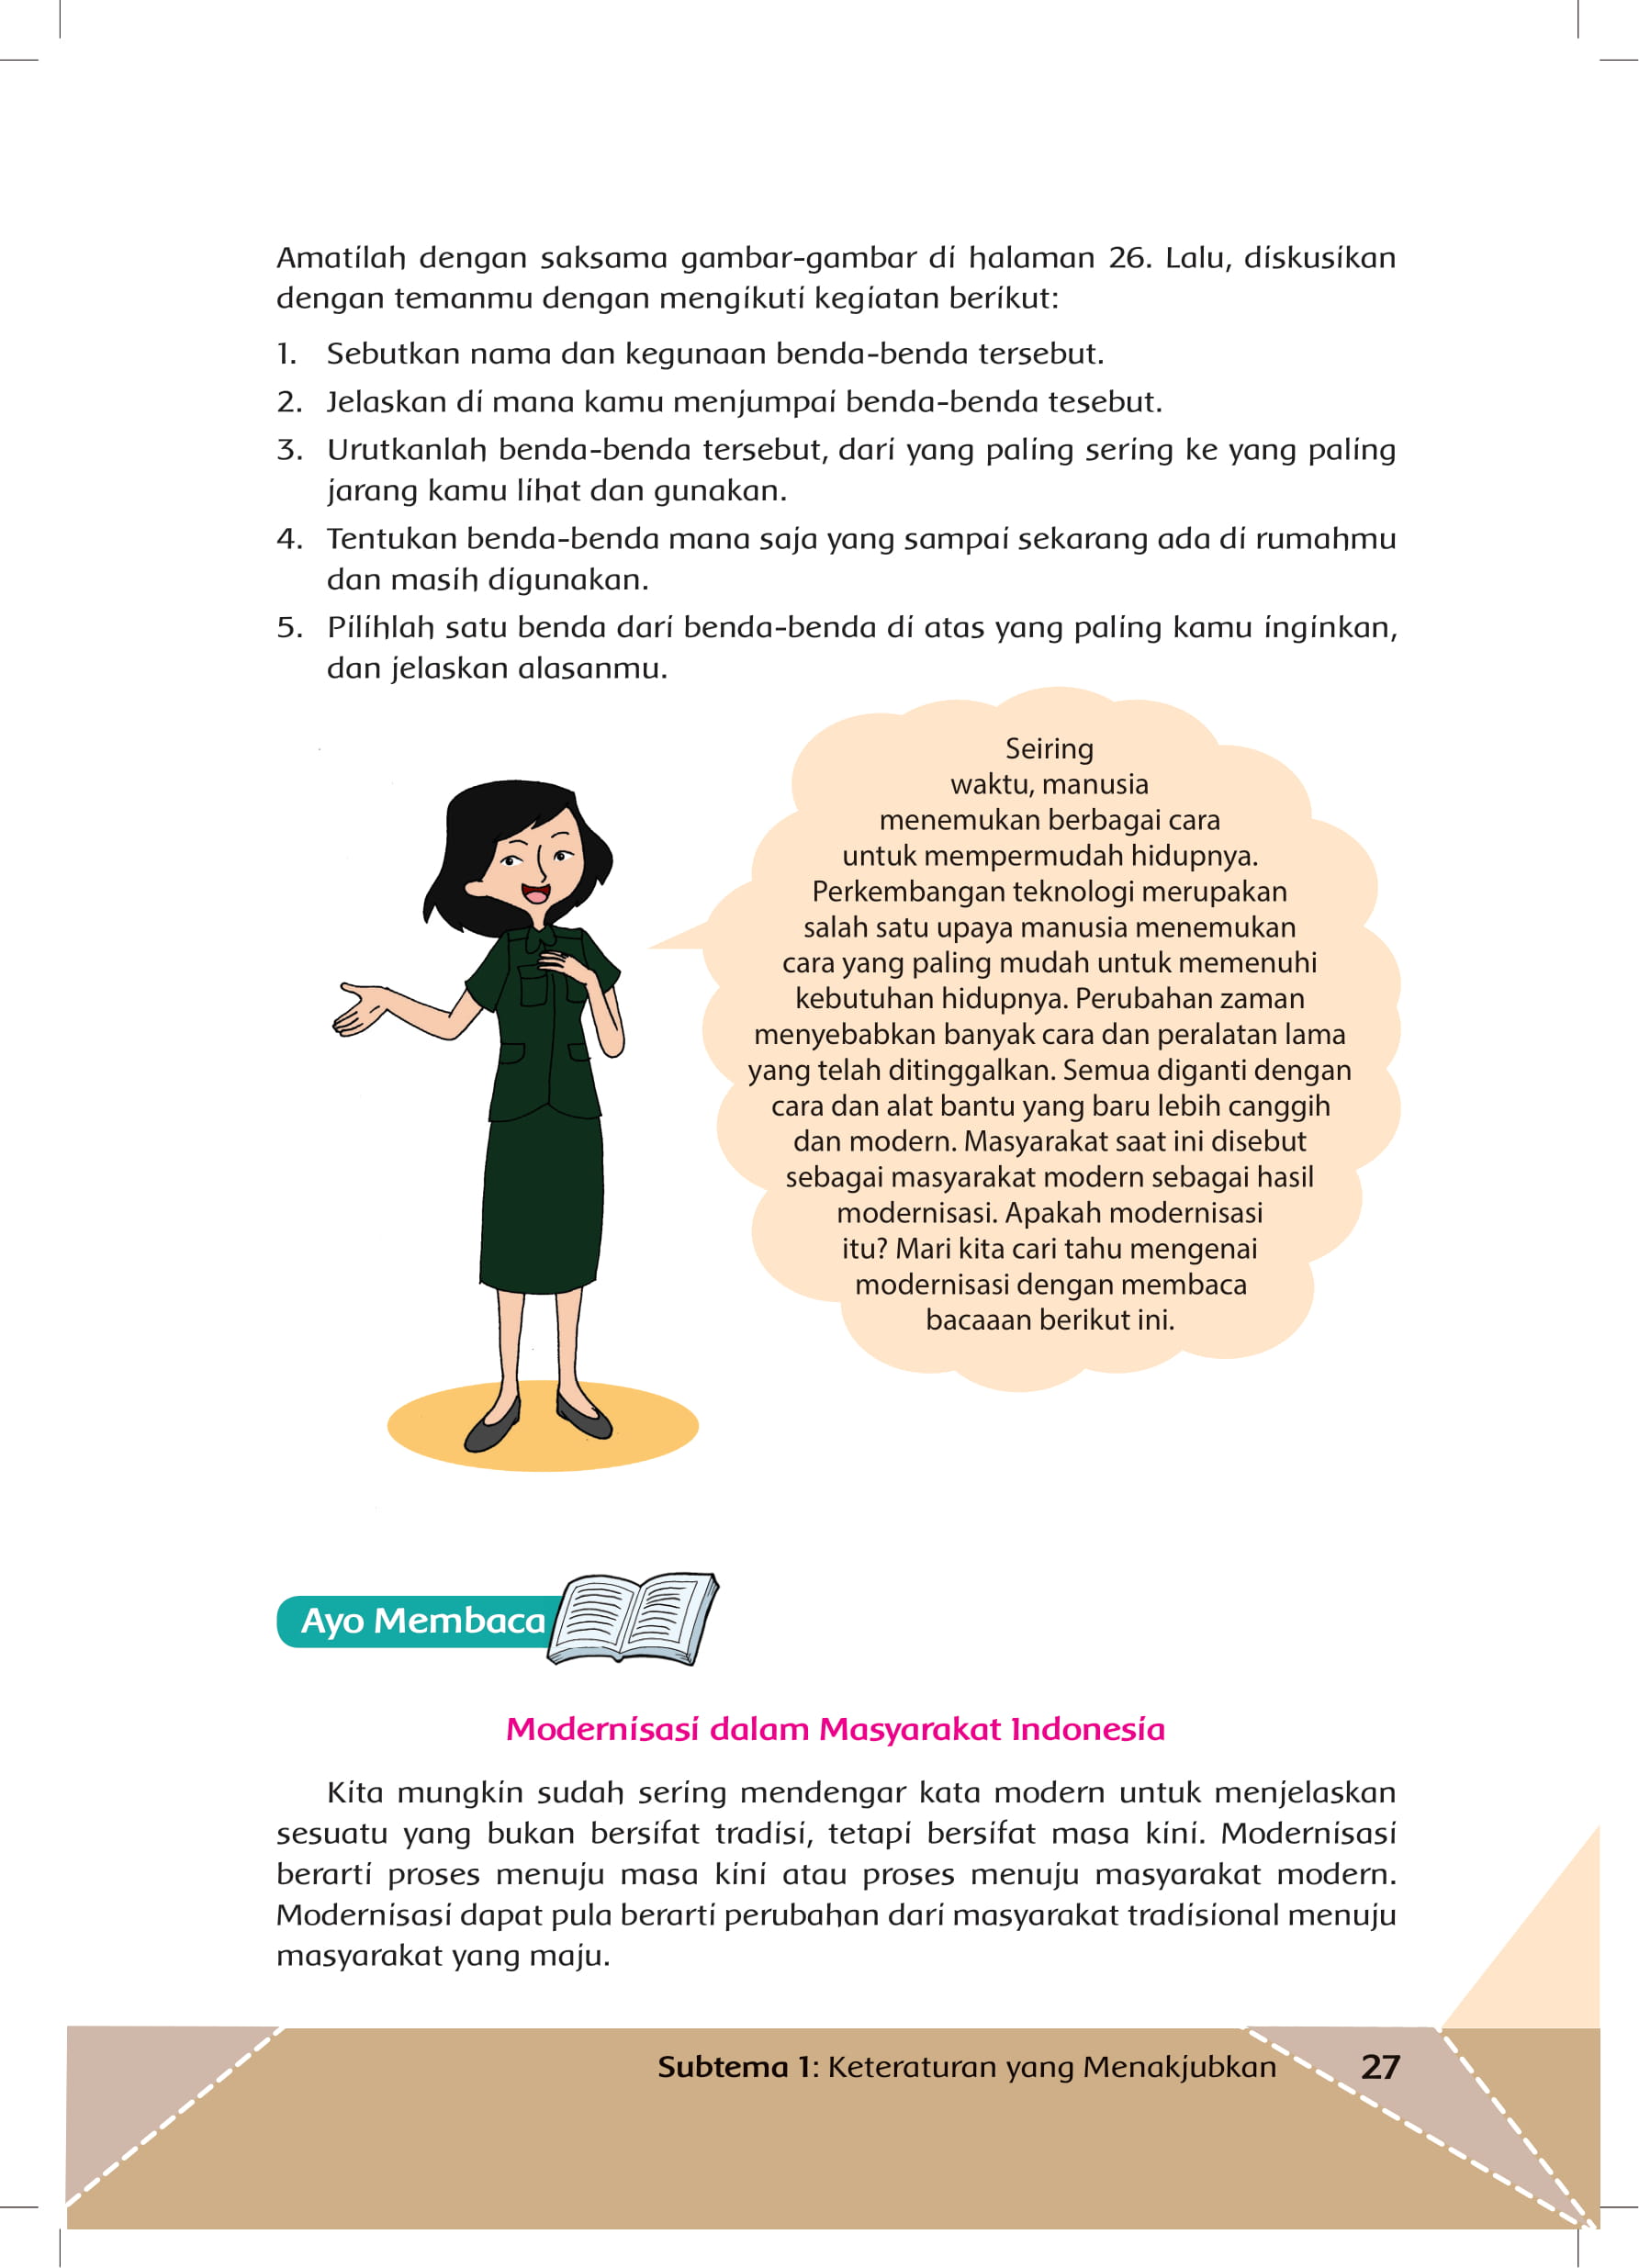 Amatilah dengan saksama gambar-gambar di halaman 26. Lalu, diskusikan
dengan temanmu dengan mengikuti kegiatan berikut:
1. Sebutkan nama dan kegunaan benda-benda tersebut.
2. Jelaskan di mana kamu menjumpai benda-benda tesebut.
3. Urutkanlah benda-benda tersebut, dari yang paling sering ke yang paling
jarang kamu lihat dan gunakan.
4. Tentukan benda-benda mana saja yang sampai sekarang ada di rumahmu
dan masih digunakan.
5. Pilihlah satu benda dari benda-benda di atas yang paling kamu inginkan,
dan jelaskan alasanmu.
Seiring
waktu, manusia
menemukan berbagai cara
untuk mempermudah hidupnya.
Perkembangan teknologi merupakan
salah satu upaya manusia menemukan
cara yang paling mudah untuk memenuhi
kebutuhan hidupnya. Perubahan zaman
menyebabkan banyak cara dan peralatan lama
yang telah ditinggalkan. Semua diganti dengan
cara dan alat bantu yang baru lebih canggih
dan modern. Masyarakat saat ini disebut
sebagai masyarakat modern sebagai hasil
modernisasi. Apakah modernisasi
itu? Mari kita cari tahu mengenai
modernisasi dengan membaca
bacaaan berikut ini.
Ayo Membaca
Modernisasi dalam Masyarakat Indonesia
Kita mungkin sudah sering mendengar kata modern untuk menjelaskan
sesuatu yang bukan bersifat tradisi, tetapi bersifat masa kini. Modernisasi
berarti proses menuju masa kini atau proses menuju masyarakat modern.
Modernisasi dapat pula berarti perubahan dari masyarakat tradisional menuju
masyarakat yang maju.
Subtema 1: Keteraturan yang Menakjubkan 27